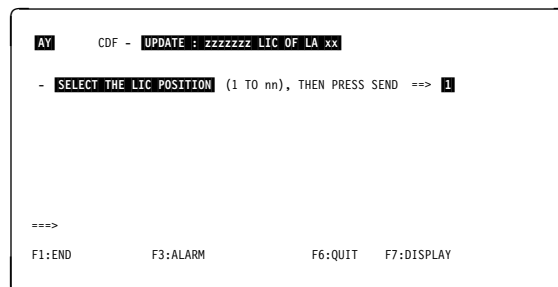 AY CDF - UPDATE : zzzzzzz LIC OF LA xx
- SELECT THE LIC POSITION (1 TO nn), THEN PRESS SEND ==> 1
===>
F1:END F3:ALARM F6:QUIT F7:DISPLAY